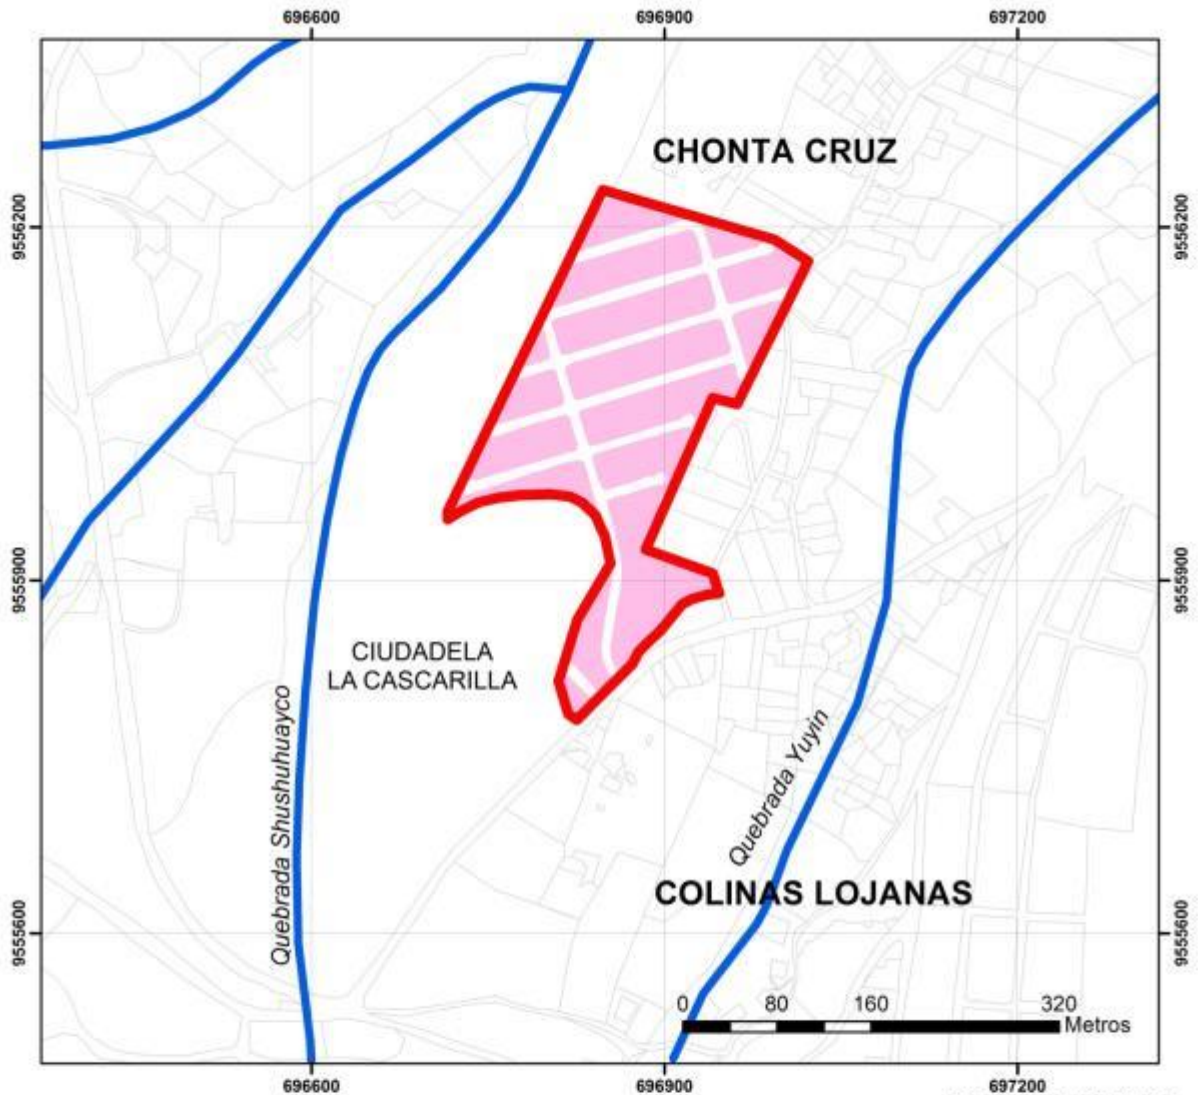 696600
696900
697200
CHONTA CRUZ
9556200
9556200
9555900
9555900
CIUDADELA
LA CASCARILLA
Quebrada Shushuhuayco
Quebrada Yuyin
COLINAS LOJANAS
9555600
9555600
0 80 160 320
Metros
696600
696900
697200